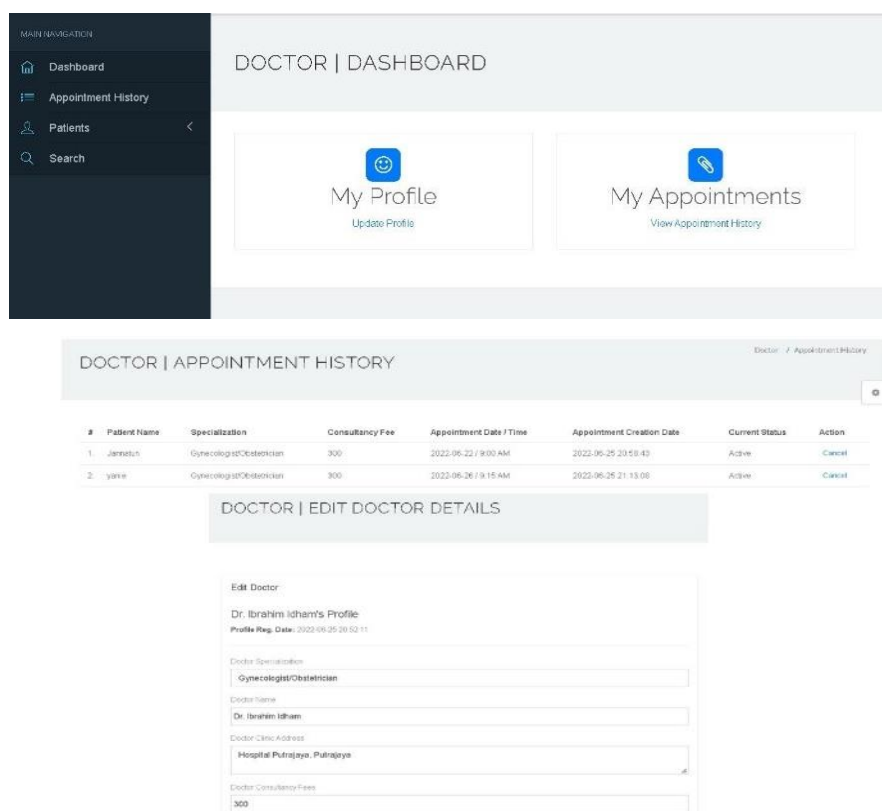 MAIN NAVIGATION
Dashboard
Appointment History
Patients
Search
DOCTOR | DASHBOARD
My Profile
Update Profile
My Appointments
View Appointment History
DOCTOR | APPOINTMENT HISTORY
Doctor / Appointment History
# Patient Name Specialization Consultancy Fee Appointment Date / Time Appointment Creation Date Current Status Action
1. Jannatun Gynecologist/Obstetrician 300 2022-06-22 / 9:00 AM 2022-06-25 20:58:43 Active Cancel
2. Gynecologist/Obstetrician 300 2022-06-26 / 9:15 AM 2022-06-25 21:13:08 Active Cancel
DOCTOR | EDIT DOCTOR DETAILS
Edit Doctor
Dr. Ibrahim Idham's Profile
Profile Reg. Date: 2022-06-25 20:52:11
Doctor Specialization
Gynecologist/Obstetrician
Doctor Name
Dr. Ibrahim Idham
Doctor Clinic Address
Hospital Putrajaya, Putrajaya
Doctor Consultancy Fees
300